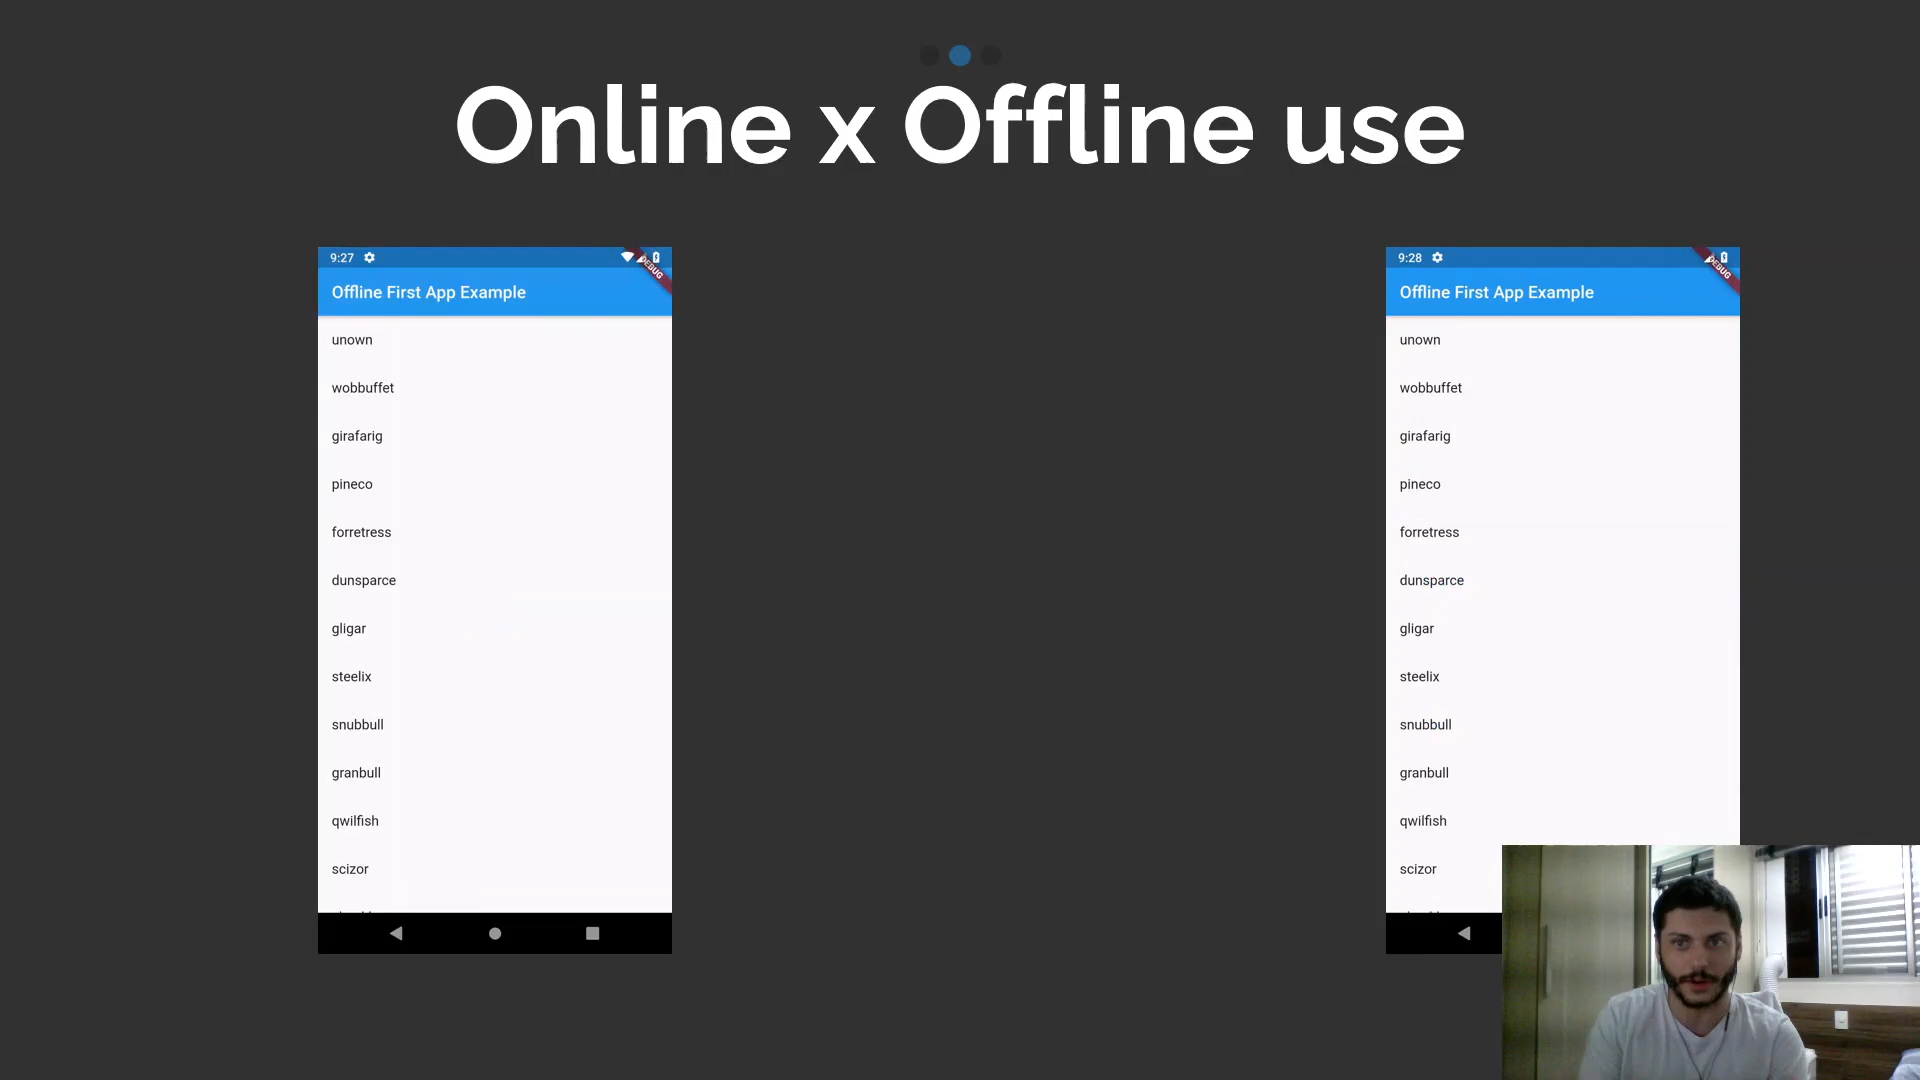 Online x Offline use
9:27
DEBUG
Offline First App Example
unown
wobbuffet
girafarig
pineco
forretress
dunsparce
gligar
steelix
snubbull
granbull
qwilfish
scizor
9:28
DEBUG
Offline First App Example
unown
wobbuffet
girafarig
pineco
forretress
dunsparce
gligar
steelix
snubbull
granbull
qwilfish
scizor